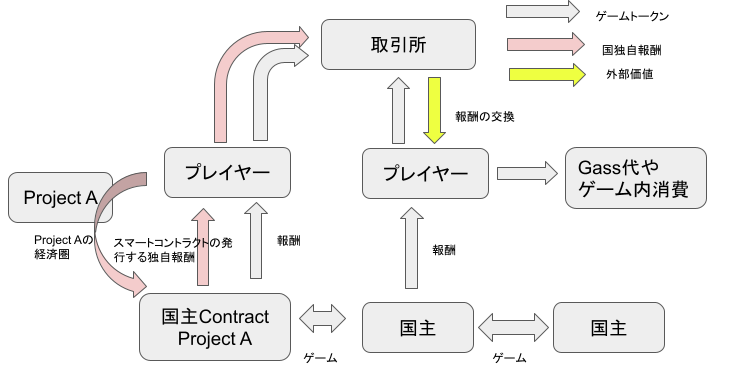 ゲームトークン
取引所
国独自報酬
外部価値
報酬の交換
プレイヤー
プレイヤー
Gass代や
ゲーム内消費
Project A
Project Aの
経済圏
スマートコントラクトの発
行する独自報酬
報酬
報酬
国主Contract
Project A
国主
国主
ゲーム
ゲーム